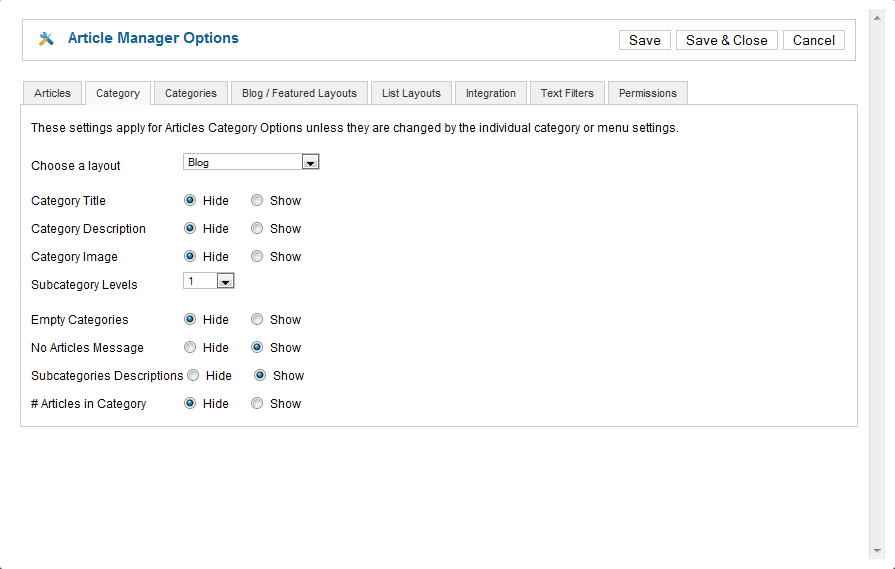 Article Manager Options
Save Save & Close Cancel
Articles Category Categories Blog / Featured Layouts List Layouts Integration Text Filters Permissions
These settings apply for Articles Category Options unless they are changed by the individual category or menu settings.
Choose a layout Blog
Category Title Hide Show
Category Description Hide Show
Category Image Hide Show
Subcategory Levels 1
Empty Categories Hide Show
No Articles Message Hide Show
Subcategories Descriptions Hide Show
# Articles in Category Hide Show